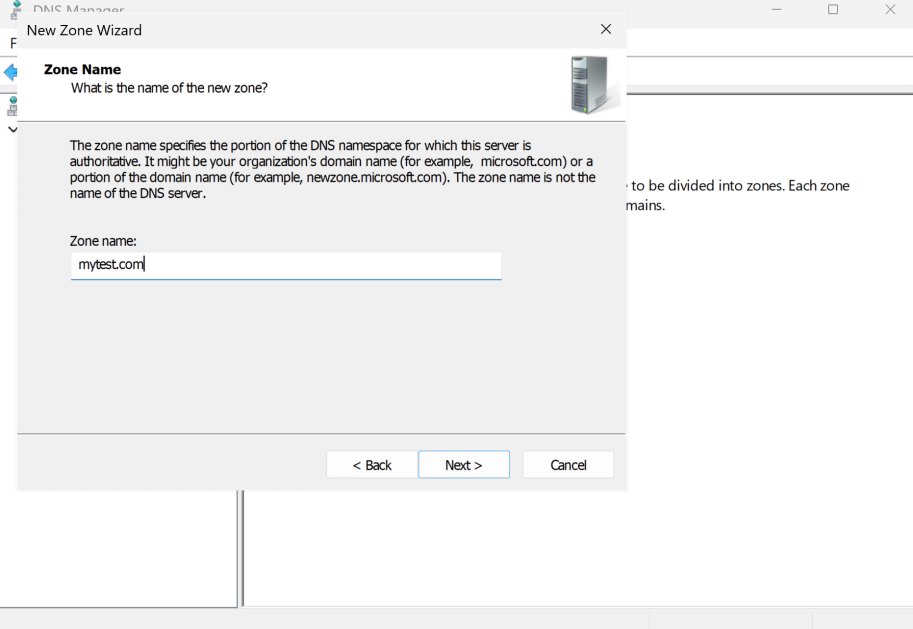 DNS Manager
New Zone Wizard
F
Zone Name
What is the name of the new zone?
The zone name specifies the portion of the DNS namespace for which this server is
authoritative. It might be your organization's domain name (for example, microsoft.com) or a
portion of the domain name (for example, newzone.microsoft.com). The zone name is not the
name of the DNS server.
to be divided into zones. Each zone
mains.
Zone name:
mytest.com
< Back
Next >
Cancel